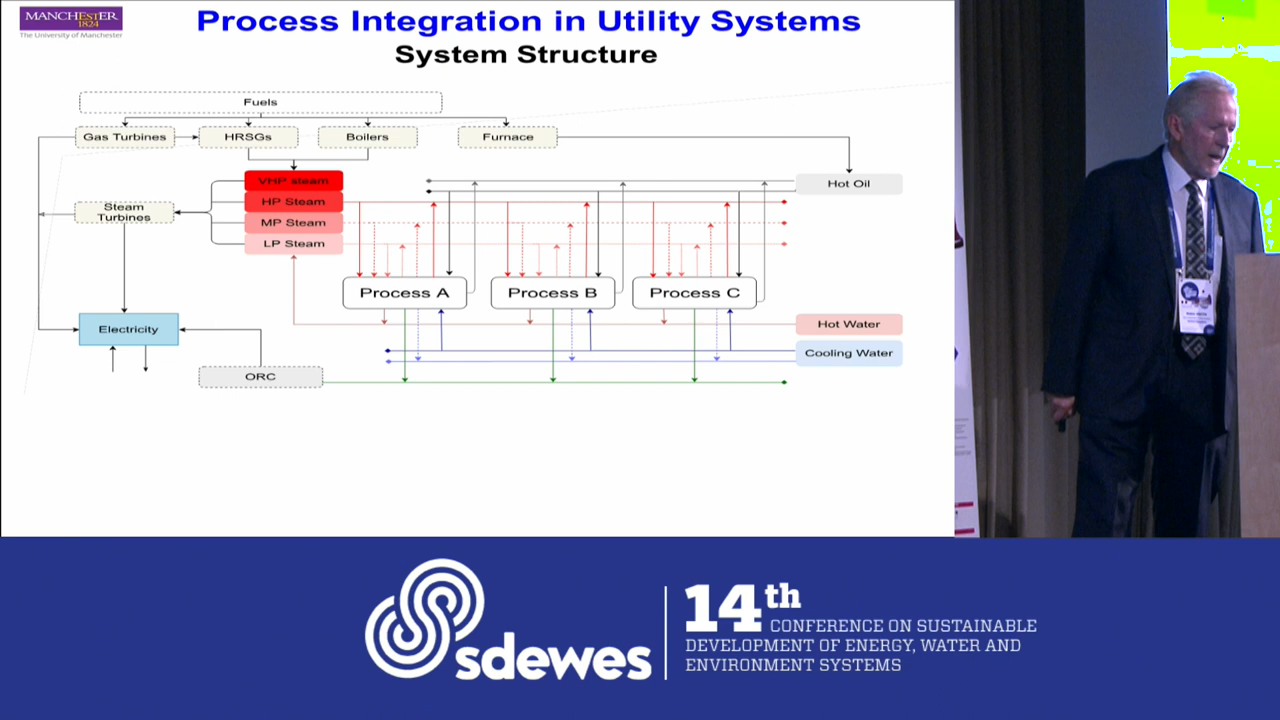 MANCHESTER
1824
The University of Manchester
Process Integration in Utility Systems
System Structure
Fuels
Gas Turbines
HRSGs
Boilers
Furnace
VHP steam
Hot Oil
HP Steam
Steam
Turbines
MP Steam
LP Steam
Process A
Process B
Process C
Electricity
Hot Water
Cooling Water
ORC
sdewes
14th
CONFERENCE ON SUSTAINABLE
DEVELOPMENT OF ENERGY, WATER AND
ENVIRONMENT SYSTEMS